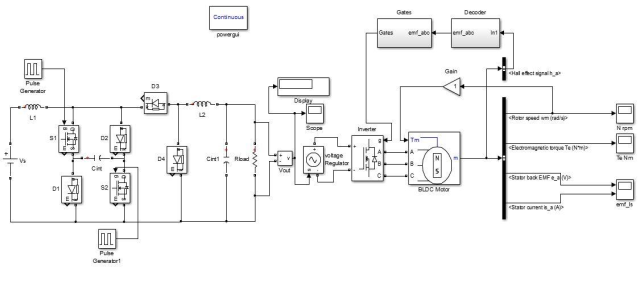 Continuous
powergui
Gates
Decoder
Gates
emf_abc
emf_abc
In1
Pulse
Generator
D3
L1
L2
S1
D2
Display
Scope
Gain
1
<Hall effect signal h_a>
<Rotor speed wm (rad/s)>
N rpm
Inverter
Tm
Vs
Cint
D4
Cint1
Rload
v
Vout
voltage
Regulator
g
A
B
C
A
B
C
N
S
m
BLDC Motor
<Electromagnetic torque Te (N*m)>
Te Nm
D1
S2
<Stator back EMF e_a (V)>
<Stator current is_a (A)>
emf_Is
Pulse
Generator1